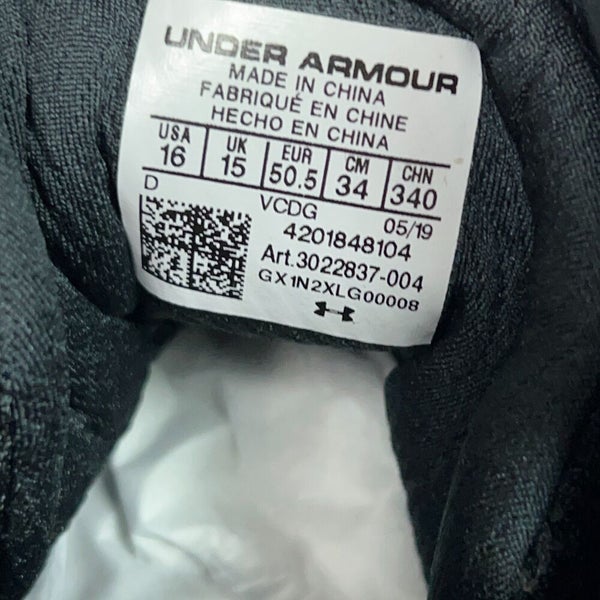 UNDER ARMOUR
MADE IN CHINA
FABRIQUÉ EN CHINE
HECHO EN CHINA
USA UK EUR CM CHN
16 15 50.5 34 340
D VCDG 05/19
4201848104
Art.3022837-004
GX1N2XLG00008